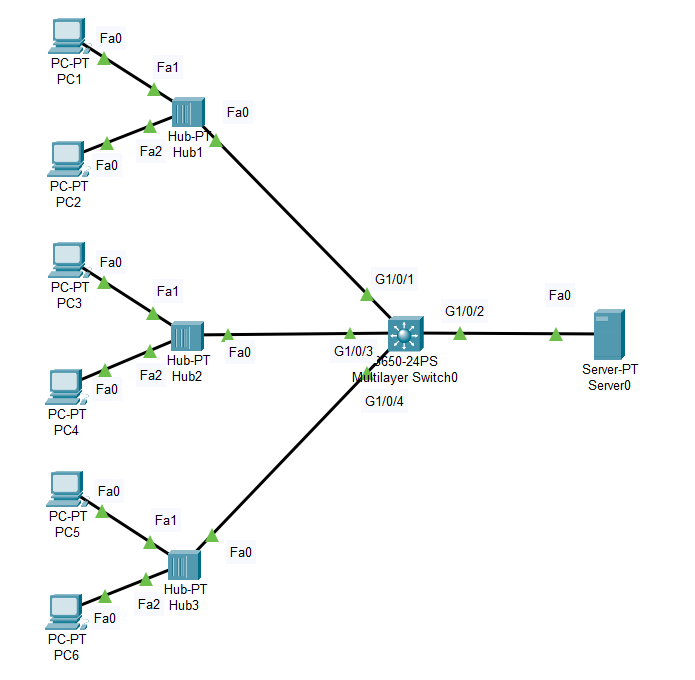 Fa0
PC-PT
PC1
Fa1
Fa0
Hub-PT
Hub1
Fa2
Fa0
PC-PT
PC2
Fa0
PC-PT
PC3
Fa1
G1/0/1
G1/0/2
Fa0
Hub-PT
Hub2
Fa0
G1/0/3
3650-24PS
Multilayer Switch0
Server-PT
Server0
Fa2
Fa0
PC-PT
PC4
G1/0/4
Fa0
PC-PT
PC5
Fa1
Fa0
Hub-PT
Hub3
Fa2
Fa0
PC-PT
PC6